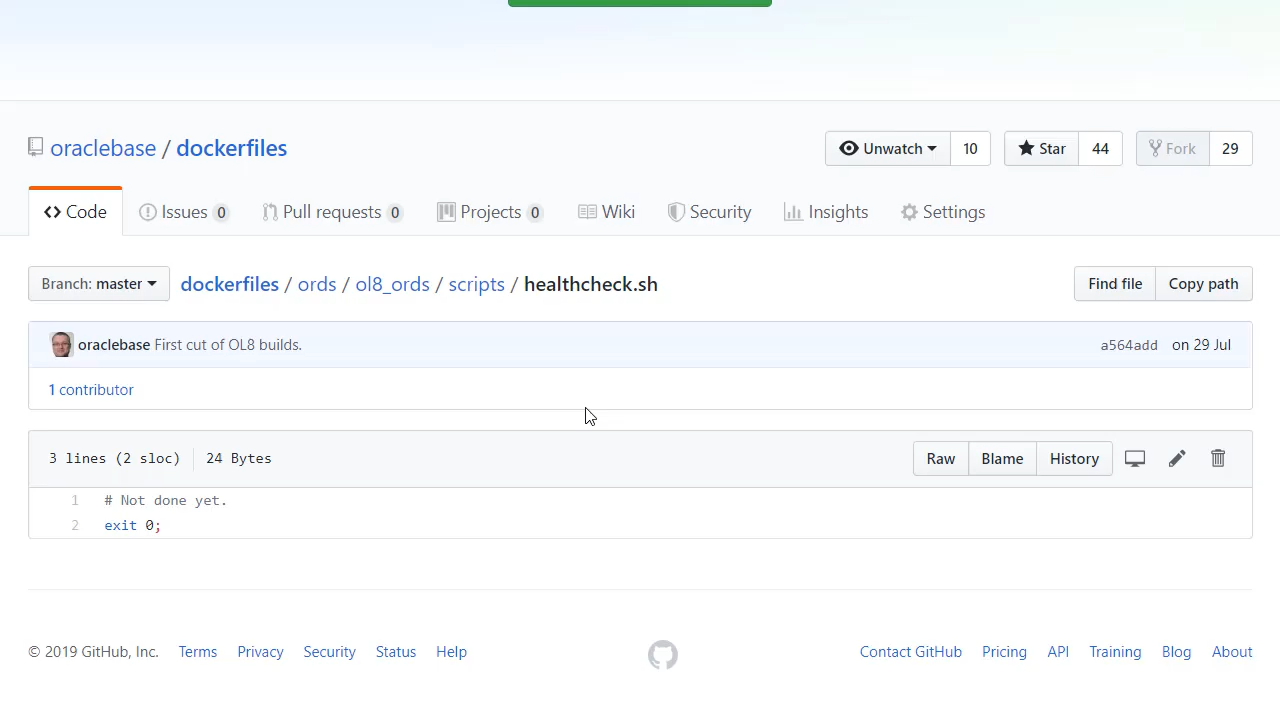 oraclebase / dockerfiles
Unwatch 10
Star 44
Fork 29
Code
Issues 0
Pull requests 0
Projects 0
Wiki
Security
Insights
Settings
Branch: master
dockerfiles / ords / ol8_ords / scripts / healthcheck.sh
Find file
Copy path
oraclebase First cut of OL8 builds.
a564add on 29 Jul
1 contributor
3 lines (2 sloc) 24 Bytes
Raw
Blame
History
1 # Not done yet.
2 exit 0;
© 2019 GitHub, Inc. Terms Privacy Security Status Help
Contact GitHub Pricing API Training Blog About